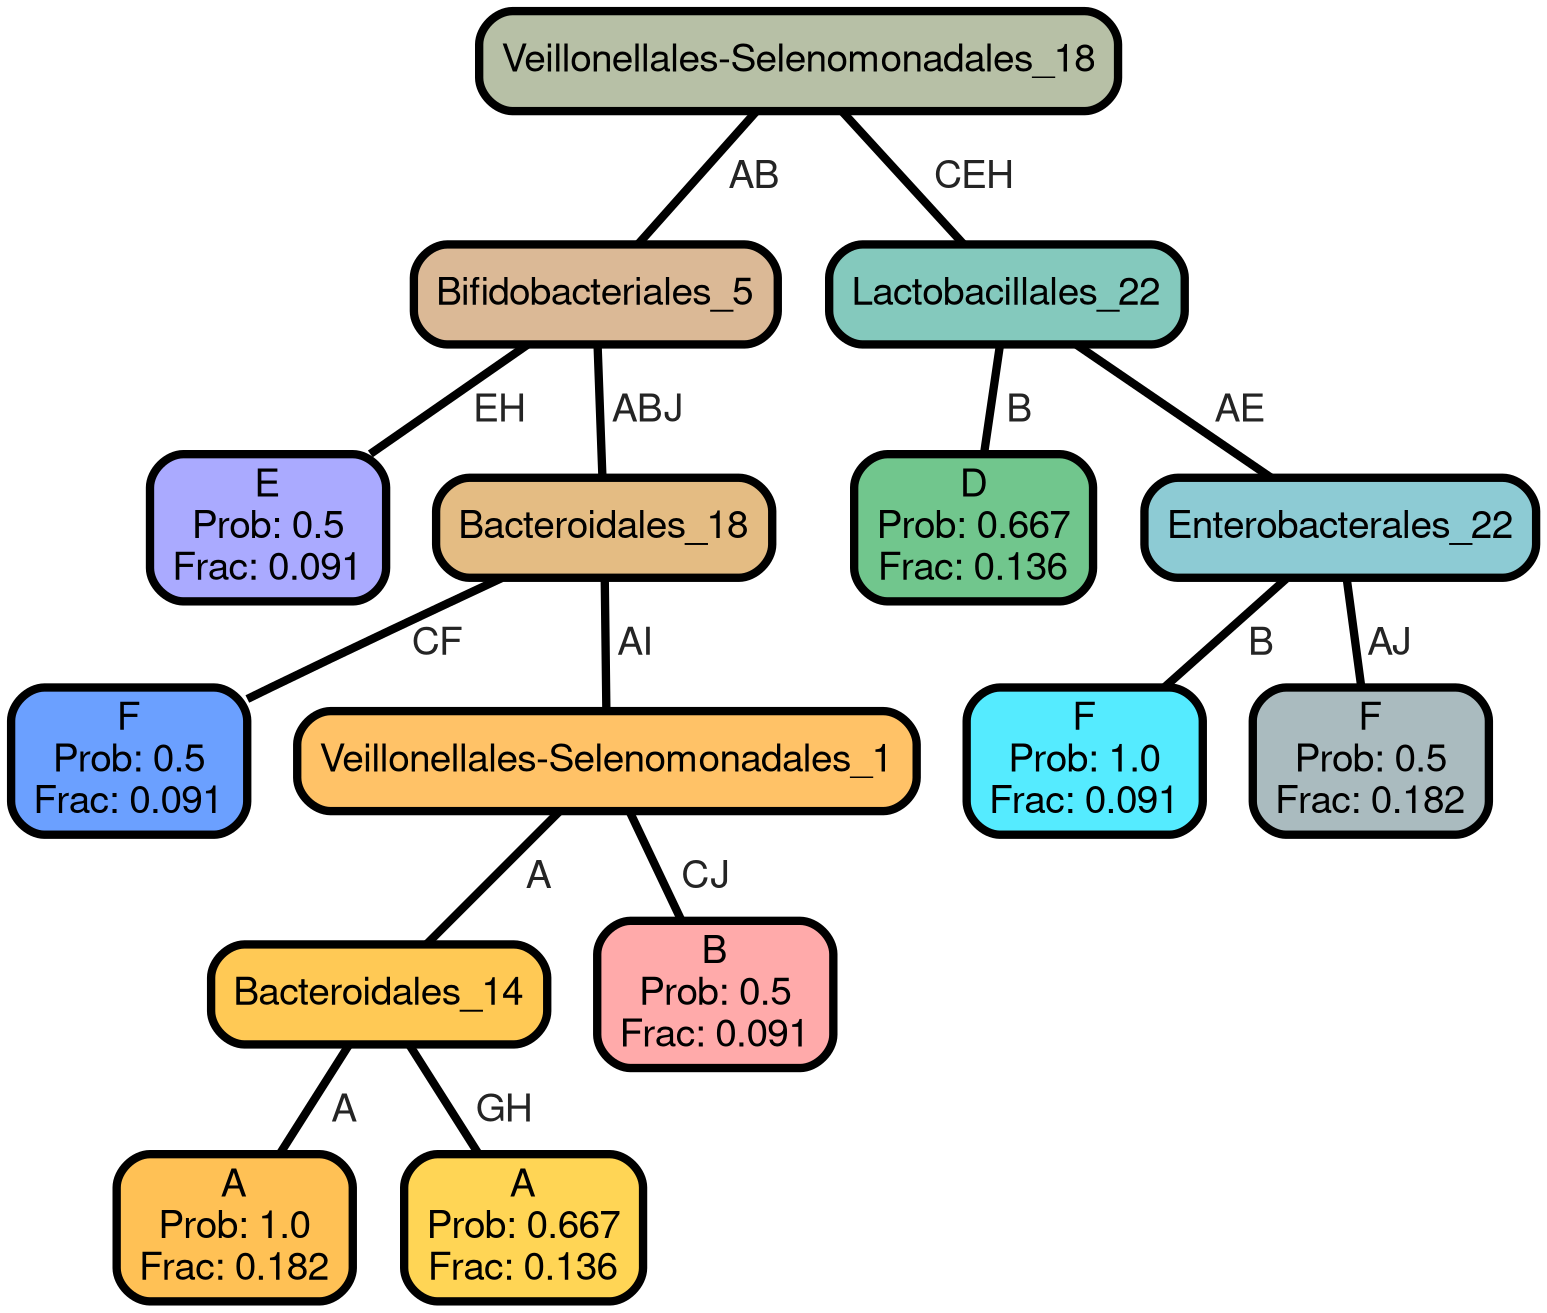 Veillonellales-Selenomonadales_18
AB
CEH
Bifidobacteriales_5
Lactobacillales_22
EH
ABJ
B
AE
E
Prob: 0.5
Frac: 0.091
Bacteroidales_18
D
Prob: 0.667
Frac: 0.136
Enterobacterales_22
CF
AI
B
AJ
F
Prob: 0.5
Frac: 0.091
Veillonellales-Selenomonadales_1
F
Prob: 1.0
Frac: 0.091
F
Prob: 0.5
Frac: 0.182
A
CJ
Bacteroidales_14
B
Prob: 0.5
Frac: 0.091
A
GH
A
Prob: 1.0
Frac: 0.182
A
Prob: 0.667
Frac: 0.136